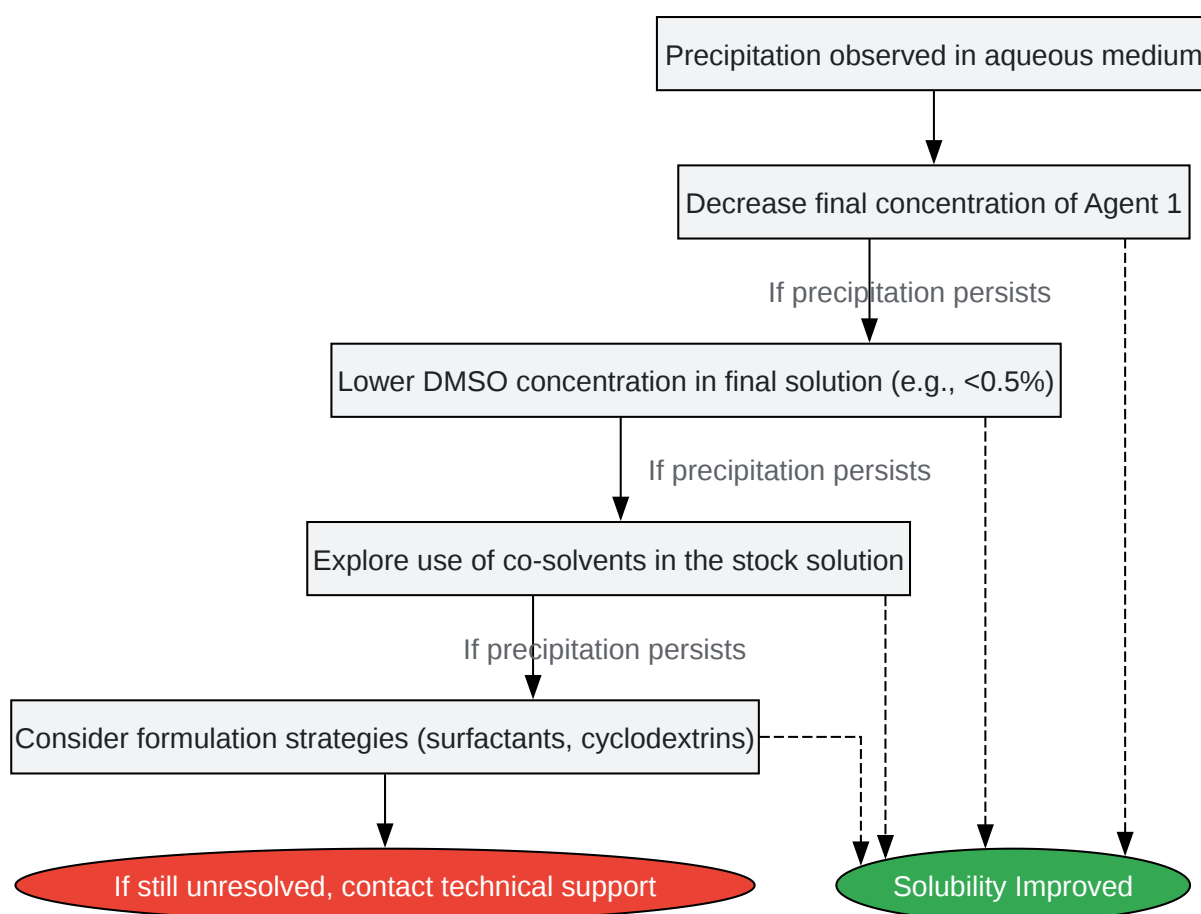 Precipitation observed in aqueous medium
Decrease final concentration of Agent 1
If precipitation persists
Lower DMSO concentration in final solution (e.g., <0.5%)
If precipitation persists
Explore use of co-solvents in the stock solution
If precipitation persists
Consider formulation strategies (surfactants, cyclodextrins)
If still unresolved, contact technical support
Solubility Improved